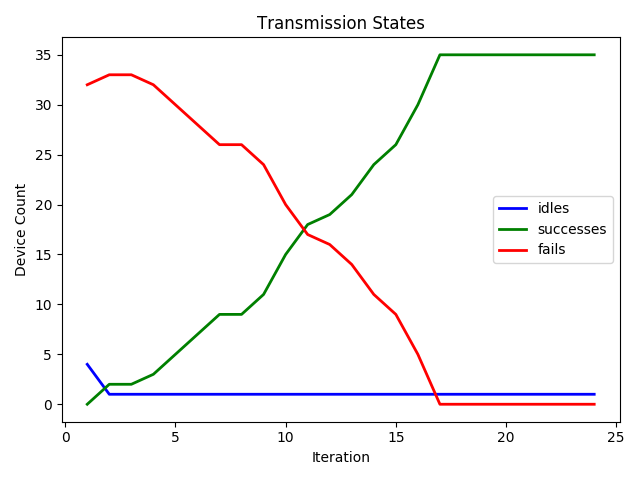 Transmission States
Device Count
35
30
25
20
15
10
5
0
idles
successes
fails
0 5 10 15 20 25
Iteration